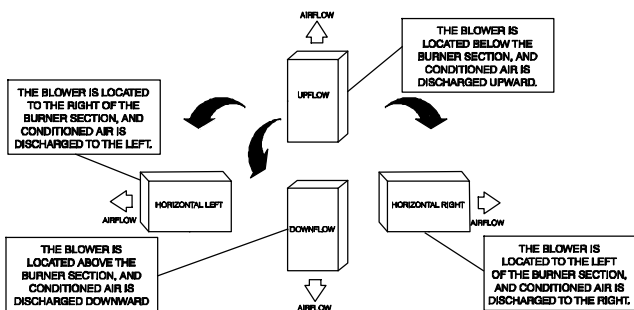 AIRFLOW
THE BLOWER IS
LOCATED BELOW THE
BURNER SECTION, AND
CONDITIONED AIR IS
DISCHARGED UPWARD.
UPFLOW
THE BLOWER IS LOCATED
TO THE RIGHT OF THE
BURNER SECTION, AND
CONDITIONED AIR IS
DISCHARGED TO THE LEFT.
HORIZONTAL LEFT
AIRFLOW
DOWNFLOW
HORIZONTAL RIGHT
AIRFLOW
THE BLOWER IS
LOCATED ABOVE THE
BURNER SECTION, AND
CONDITIONED AIR IS
DISCHARGED DOWNWARD
AIRFLOW
THE BLOWER IS
LOCATED TO THE LEFT
OF THE BURNER SECTION,
AND CONDITIONED AIR IS
DISCHARGED TO THE RIGHT.